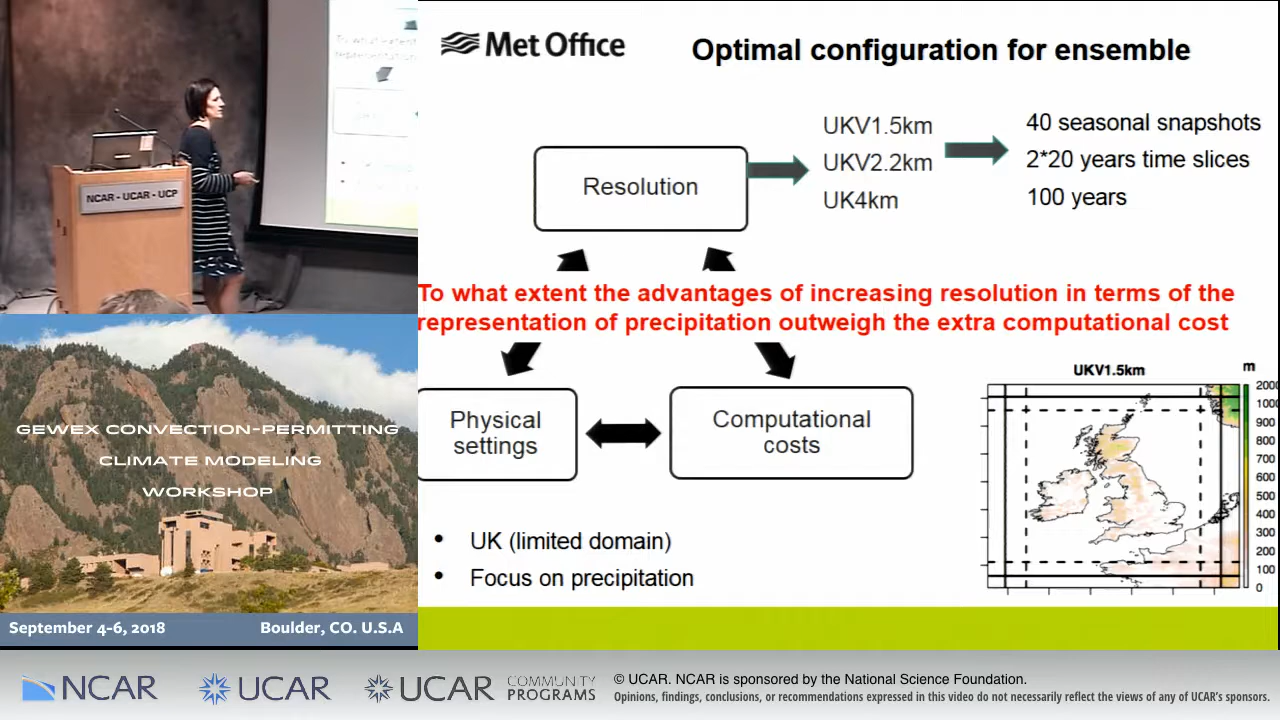 Met Office
Optimal configuration for ensemble
Resolution
UKV1.5km
UKV2.2km
UK4km
40 seasonal snapshots
2*20 years time slices
100 years
To what extent the advantages of increasing resolution in terms of the
representation of precipitation outweigh the extra computational cost
Physical
settings
Computational
costs
• UK (limited domain)
• Focus on precipitation
UKV1.5km
m
2000
1000
900
800
700
600
500
400
300
200
100
0
NCAR - UCAR - UCP
GEWEX CONVECTION-PERMITTING
CLIMATE MODELING
WORKSHOP
September 4-6, 2018
Boulder, CO. U.S.A
NCAR
UCAR
UCAR
COMMUNITY
PROGRAMS
© UCAR. NCAR is sponsored by the National Science Foundation.
Opinions, findings, conclusions, or recommendations expressed in this video do not necessarily reflect the views of any of UCAR's sponsors.